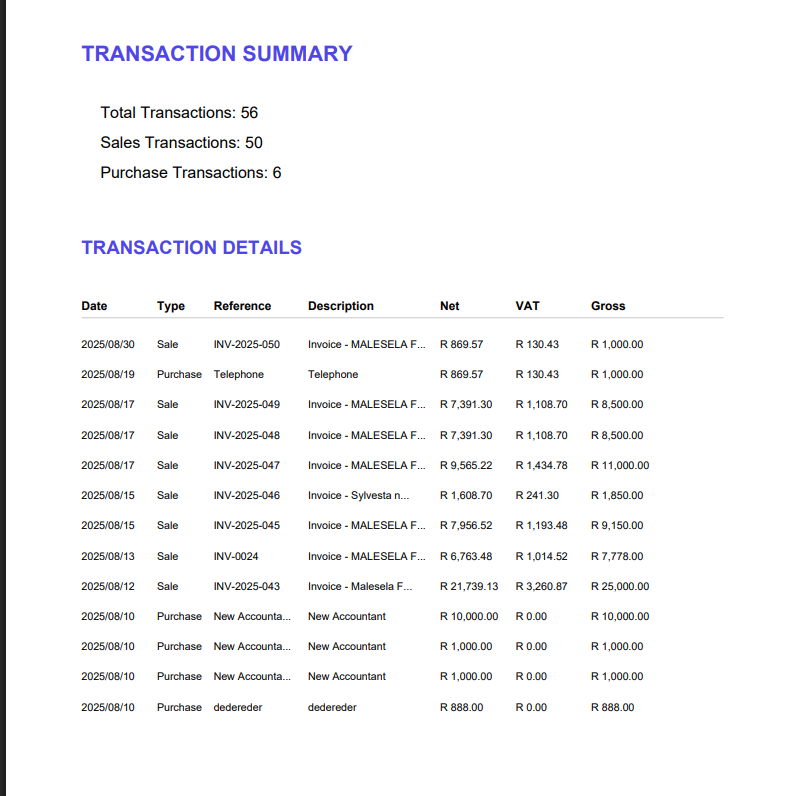 TRANSACTION SUMMARY
Total Transactions: 56
Sales Transactions: 50
Purchase Transactions: 6
TRANSACTION DETAILS
Date Type Reference Description Net VAT Gross
2025/08/30 Sale INV-2025-050 Invoice - MALESELA F... R 869.57 R 130.43 R 1,000.00
2025/08/19 Purchase Telephone Telephone R 869.57 R 130.43 R 1,000.00
2025/08/17 Sale INV-2025-049 Invoice - MALESELA F... R 7,391.30 R 1,108.70 R 8,500.00
2025/08/17 Sale INV-2025-048 Invoice - MALESELA F... R 7,391.30 R 1,108.70 R 8,500.00
2025/08/17 Sale INV-2025-047 Invoice - MALESELA F... R 9,565.22 R 1,434.78 R 11,000.00
2025/08/15 Sale INV-2025-046 Invoice - Sylvesta n... R 1,608.70 R 241.30 R 1,850.00
2025/08/15 Sale INV-2025-045 Invoice - MALESELA F... R 7,956.52 R 1,193.48 R 9,150.00
2025/08/13 Sale INV-0024 Invoice - MALESELA F... R 6,763.48 R 1,014.52 R 7,778.00
2025/08/12 Sale INV-2025-043 Invoice - Malesela F... R 21,739.13 R 3,260.87 R 25,000.00
2025/08/10 Purchase New Accounta... New Accountant R 10,000.00 R 0.00 R 10,000.00
2025/08/10 Purchase New Accounta... New Accountant R 1,000.00 R 0.00 R 1,000.00
2025/08/10 Purchase New Accounta... New Accountant R 1,000.00 R 0.00 R 1,000.00
2025/08/10 Purchase dedereder dedereder R 888.00 R 0.00 R 888.00